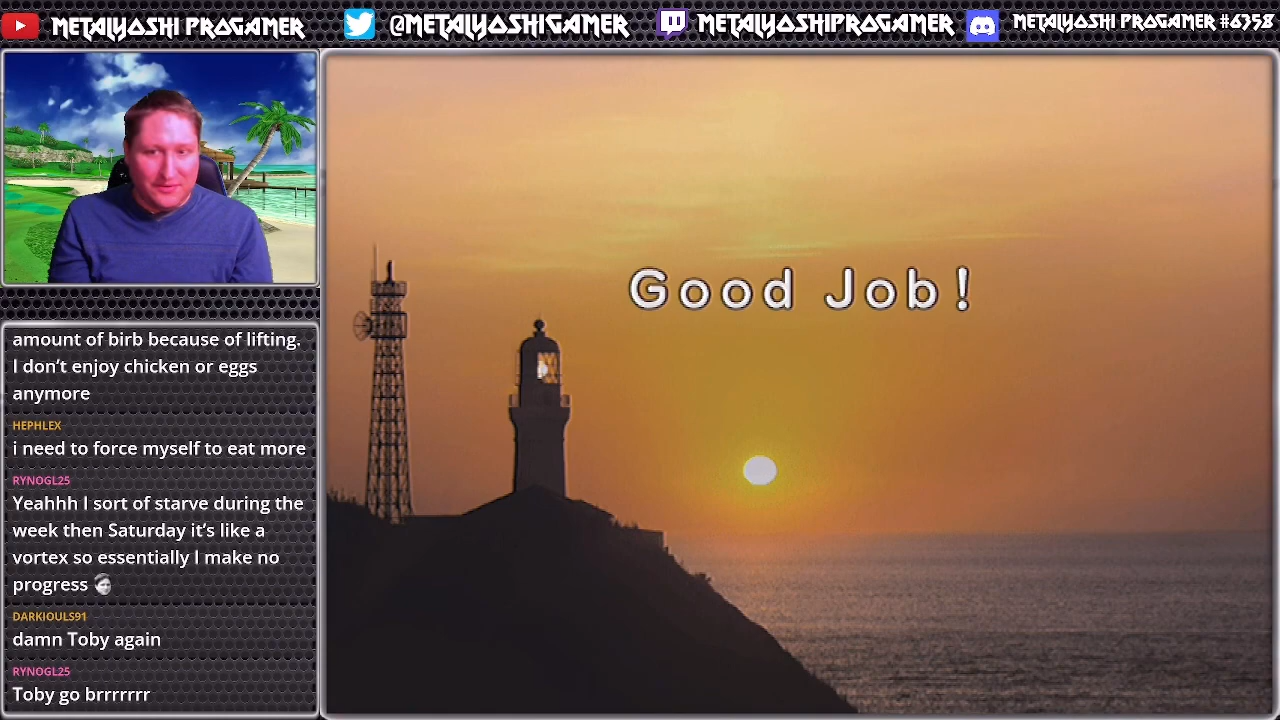 METALYOSHI PROGAMER
@METALYOSHIGAMER
METALYOSHIPROGAMER
METALYOSHI PROGAMER #6358
Good Job!
amount of birb because of lifting.
I don't enjoy chicken or eggs
anymore
HEPHLEX
i need to force myself to eat more
RYNOGL25
Yeahhh I sort of starve during the
week then Saturday it's like a
vortex so essentially I make no
progress
DARKIOULS91
damn Toby again
RYNOGL25
Toby go brrrrrrr